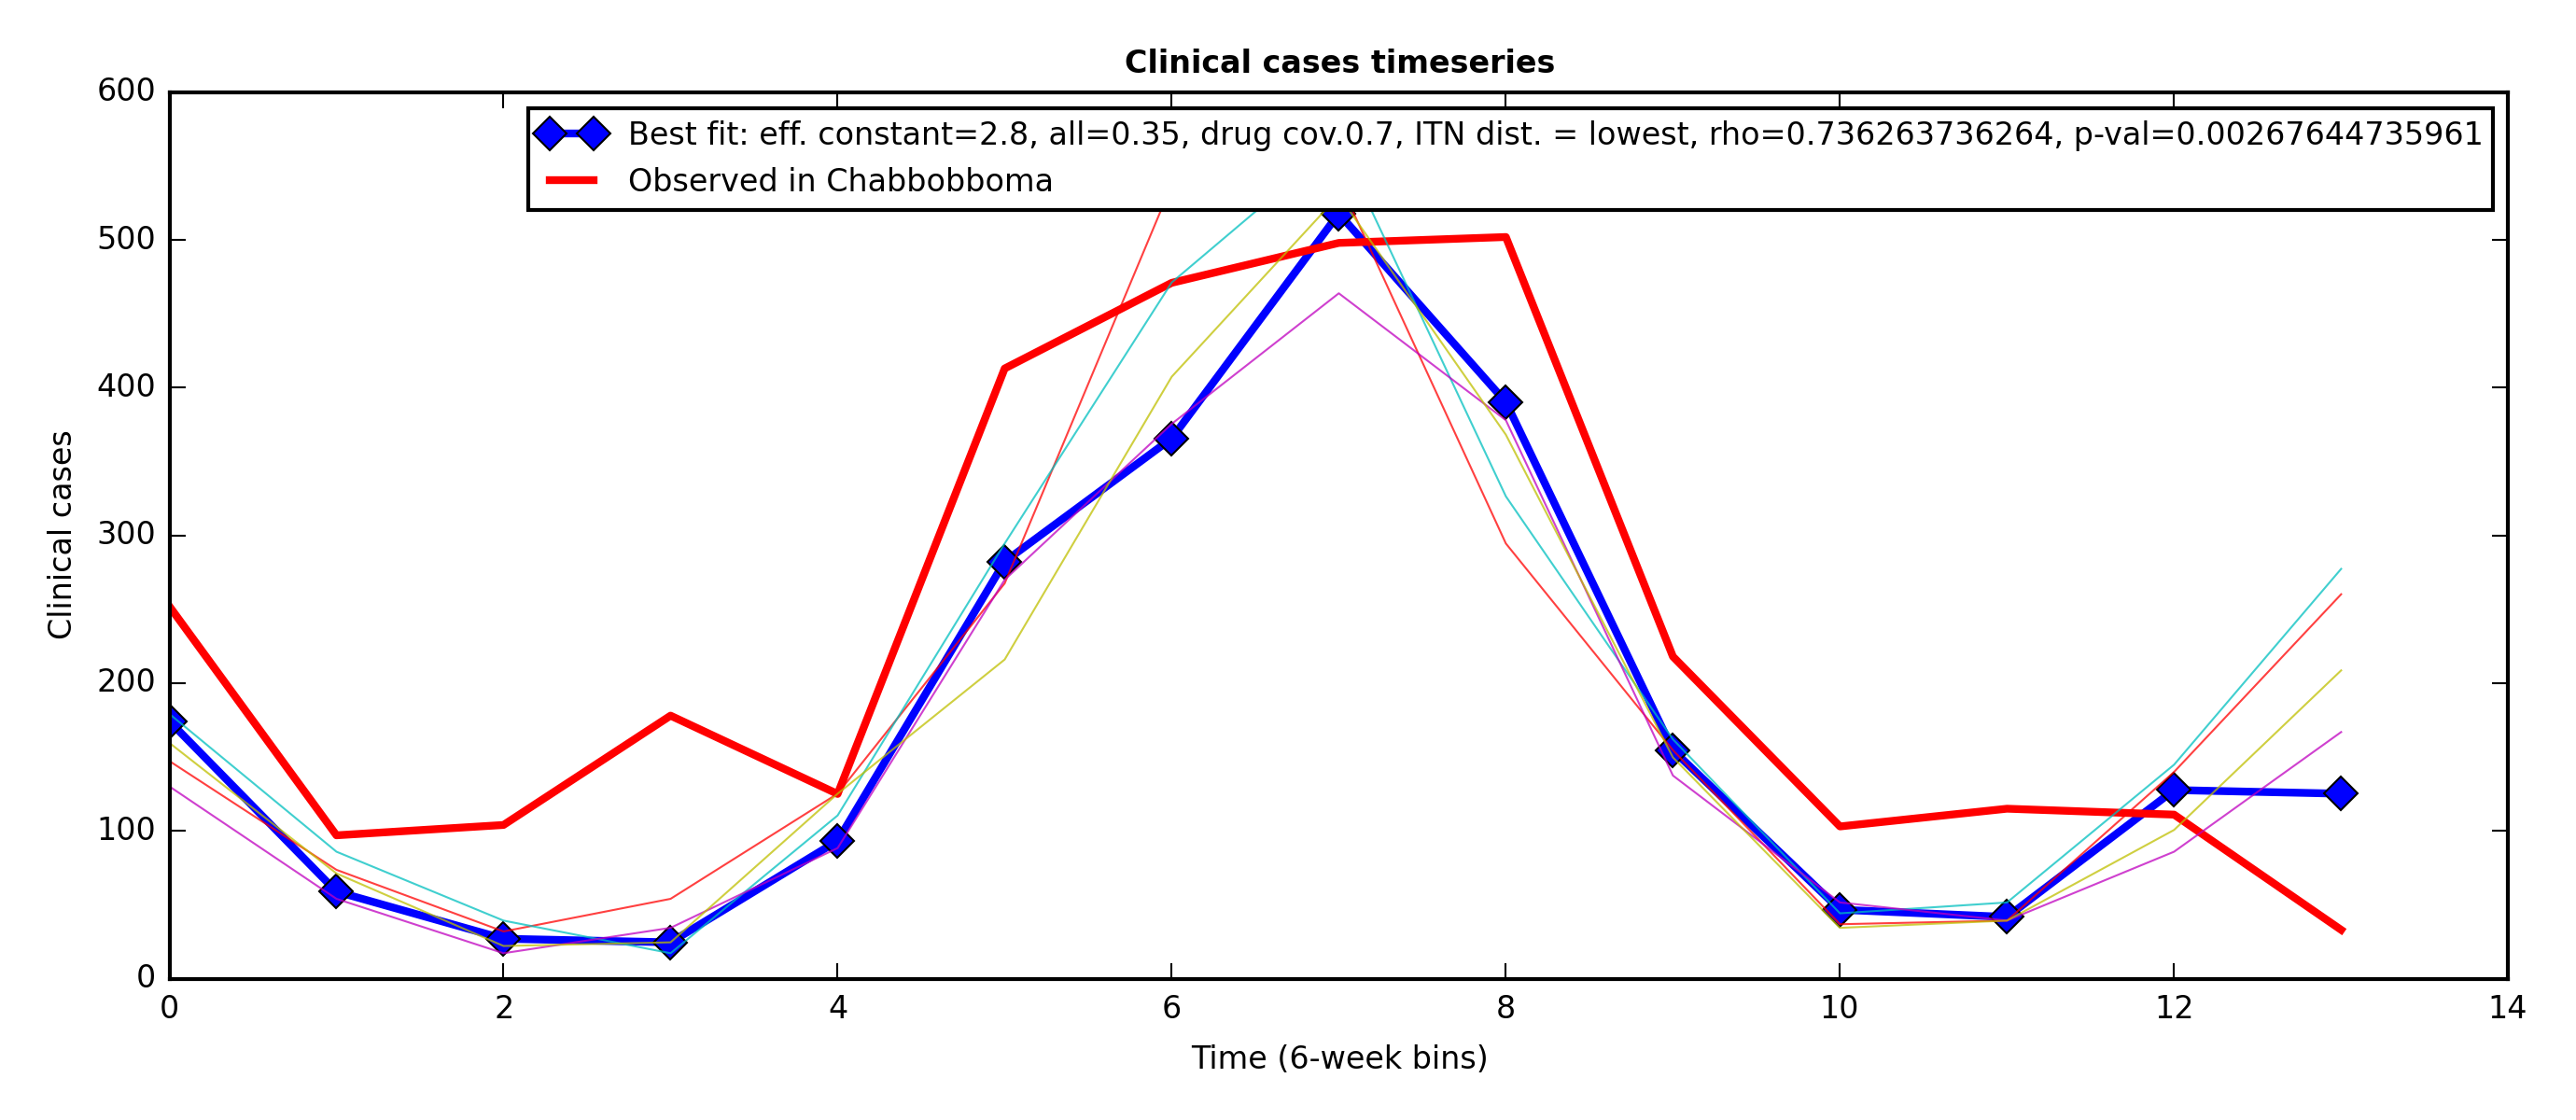 Clinical cases timeseries
600
500
400
300
200
100
0
Clinical cases
Best fit: eff. constant=2.8, all=0.35, drug cov.0.7, ITN dist. = lowest, rho=0.736263736264, p-val=0.00267644735961
Observed in Chabbobboma
0 2 4 6 8 10 12 14
Time (6-week bins)